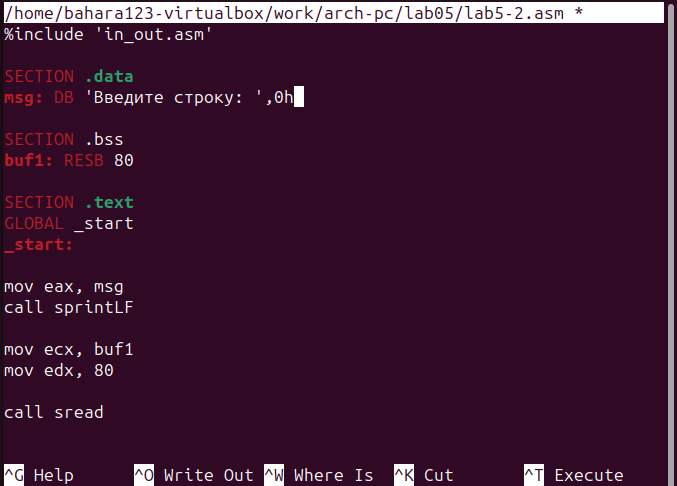 /home/bahara123-virtualbox/work/arch-pc/lab05/lab5-2.asm *
%include 'in_out.asm'
SECTION .data
msg: DB 'Введите строку: ',0h
SECTION .bss
buf1: RESB 80
SECTION .text
GLOBAL _start
_start:
mov eax, msg
call sprintLF
mov ecx, buf1
mov edx, 80
call sread
^G Help ^O Write Out ^W Where Is ^K Cut ^T Execute